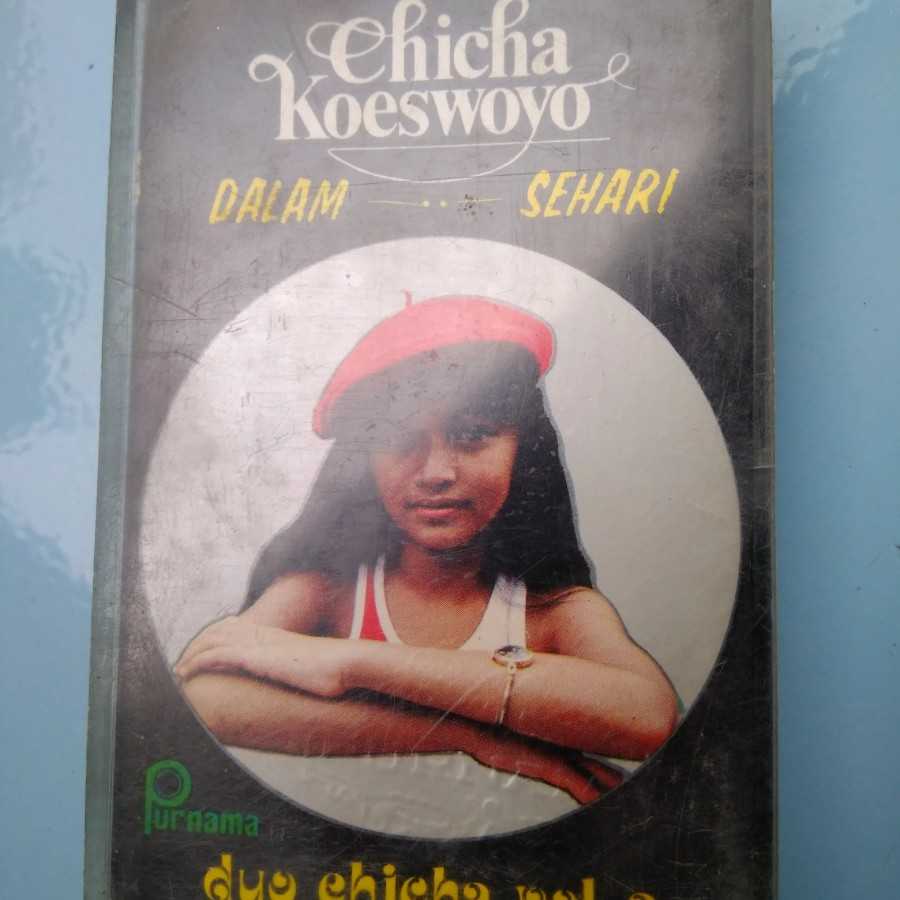 Chicha
Koeswoyo
DALAM SEHARI
Purnama
duo chicha